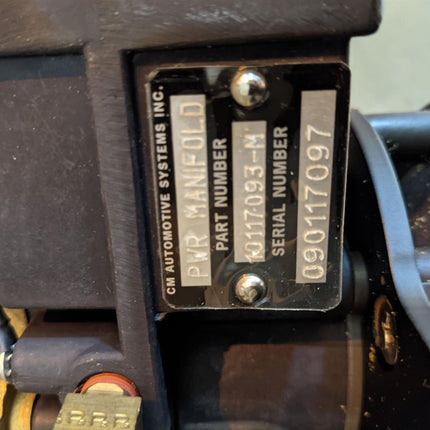 CM AUTOMOTIVE SYSTEMS INC.
PWR MANIFOLD
PART NUMBER
10117093-M
SERIAL NUMBER
090117097